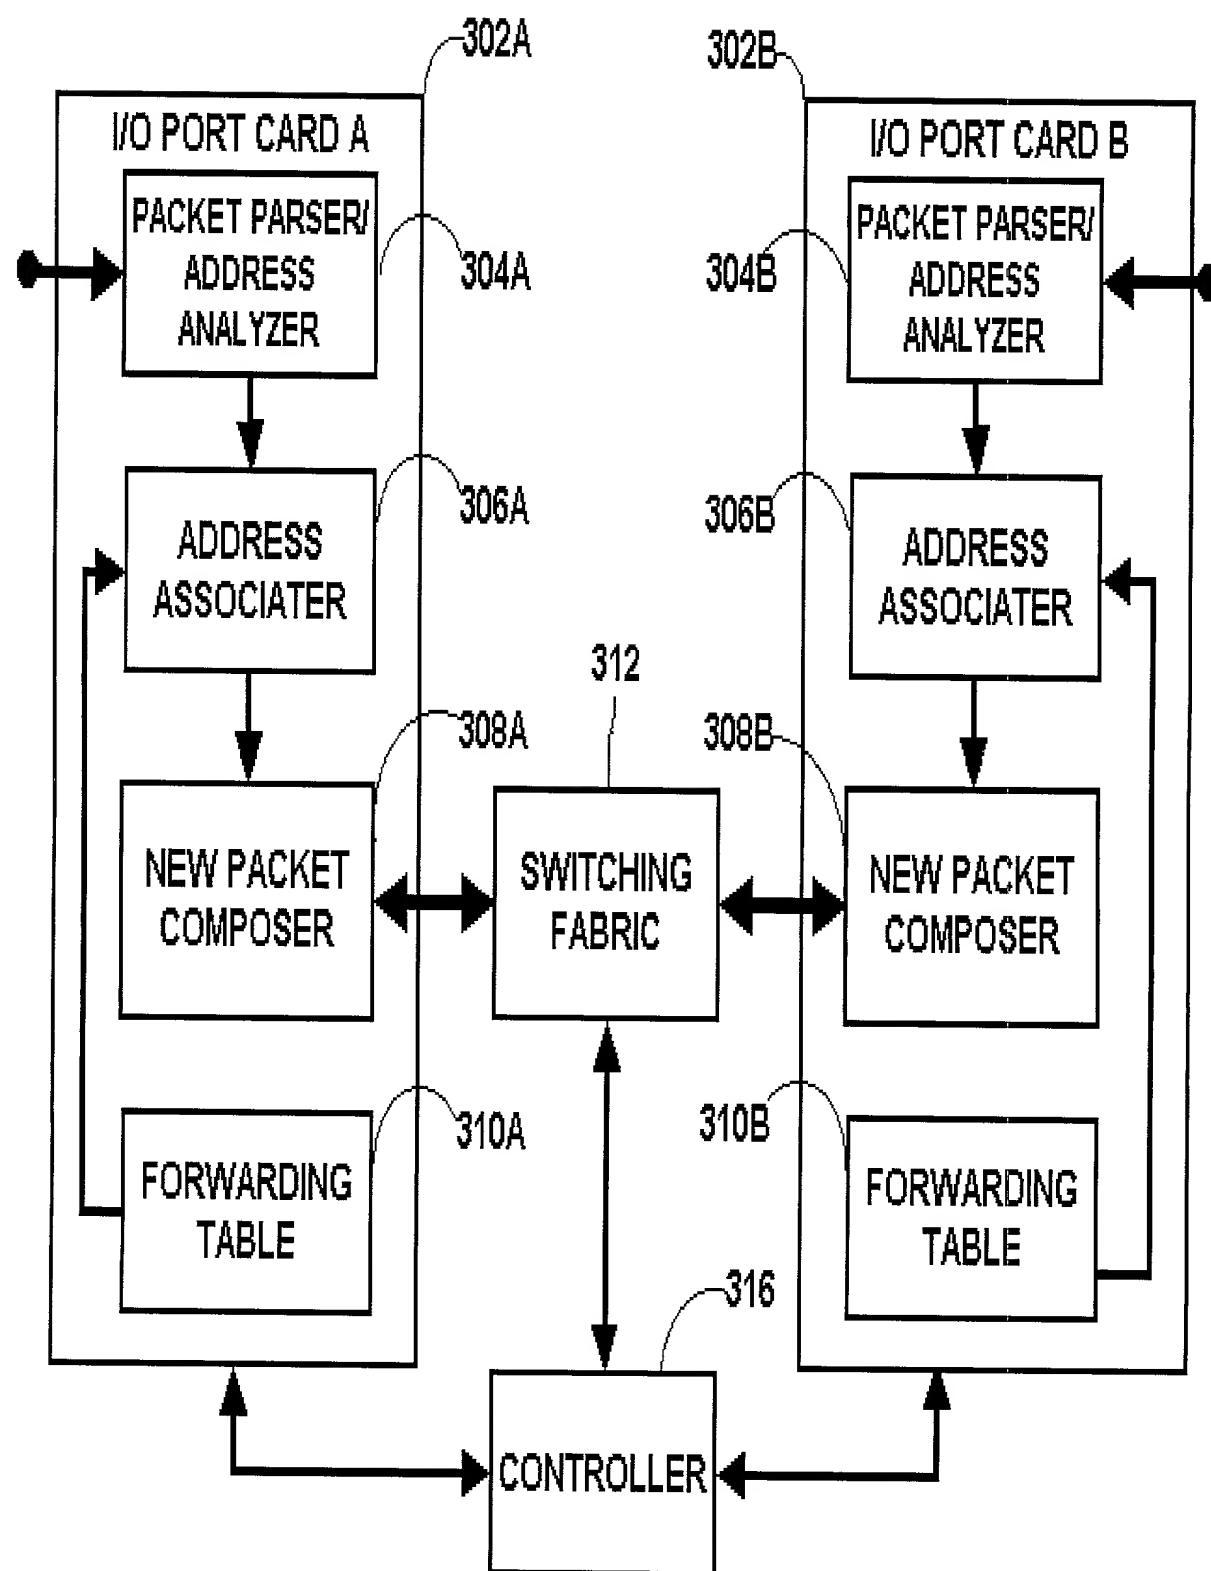 302A
302B
I/O PORT CARD A
I/O PORT CARD B
PACKET PARSER/
ADDRESS
ANALYZER
304A
304B
PACKET PARSER/
ADDRESS
ANALYZER
306A
306B
ADDRESS
ASSOCIATER
ADDRESS
ASSOCIATER
312
308A
308B
NEW PACKET
COMPOSER
SWITCHING
FABRIC
NEW PACKET
COMPOSER
310A
310B
FORWARDING
TABLE
FORWARDING
TABLE
316
CONTROLLER